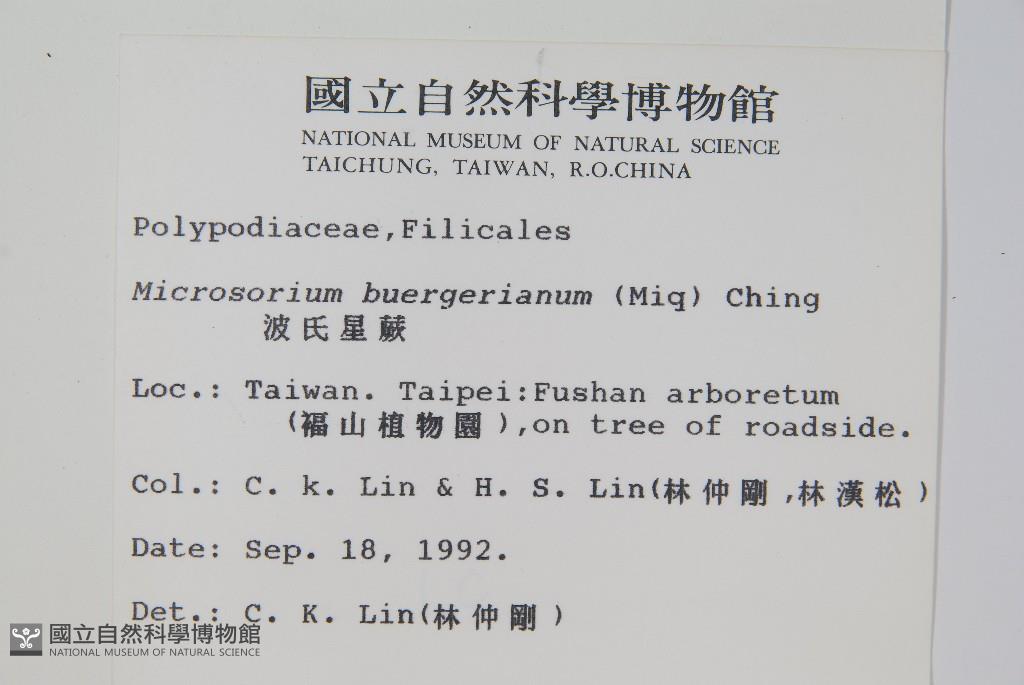 國立自然科學博物館
NATIONAL MUSEUM OF NATURAL SCIENCE
TAICHUNG, TAIWAN, R.O.CHINA
Polypodiaceae,Filicales
Microsorium buergerianum (Miq) Ching
波氏星蕨
Loc.: Taiwan. Taipei:Fushan arboretum
(福山植物園),on tree of roadside.
Col.: C. k. Lin & H. S. Lin(林仲剛,林漢松)
Date: Sep. 18, 1992.
Det.: C. K. Lin(林仲剛)
國立自然科學博物館
NATIONAL MUSEUM OF NATURAL SCIENCE